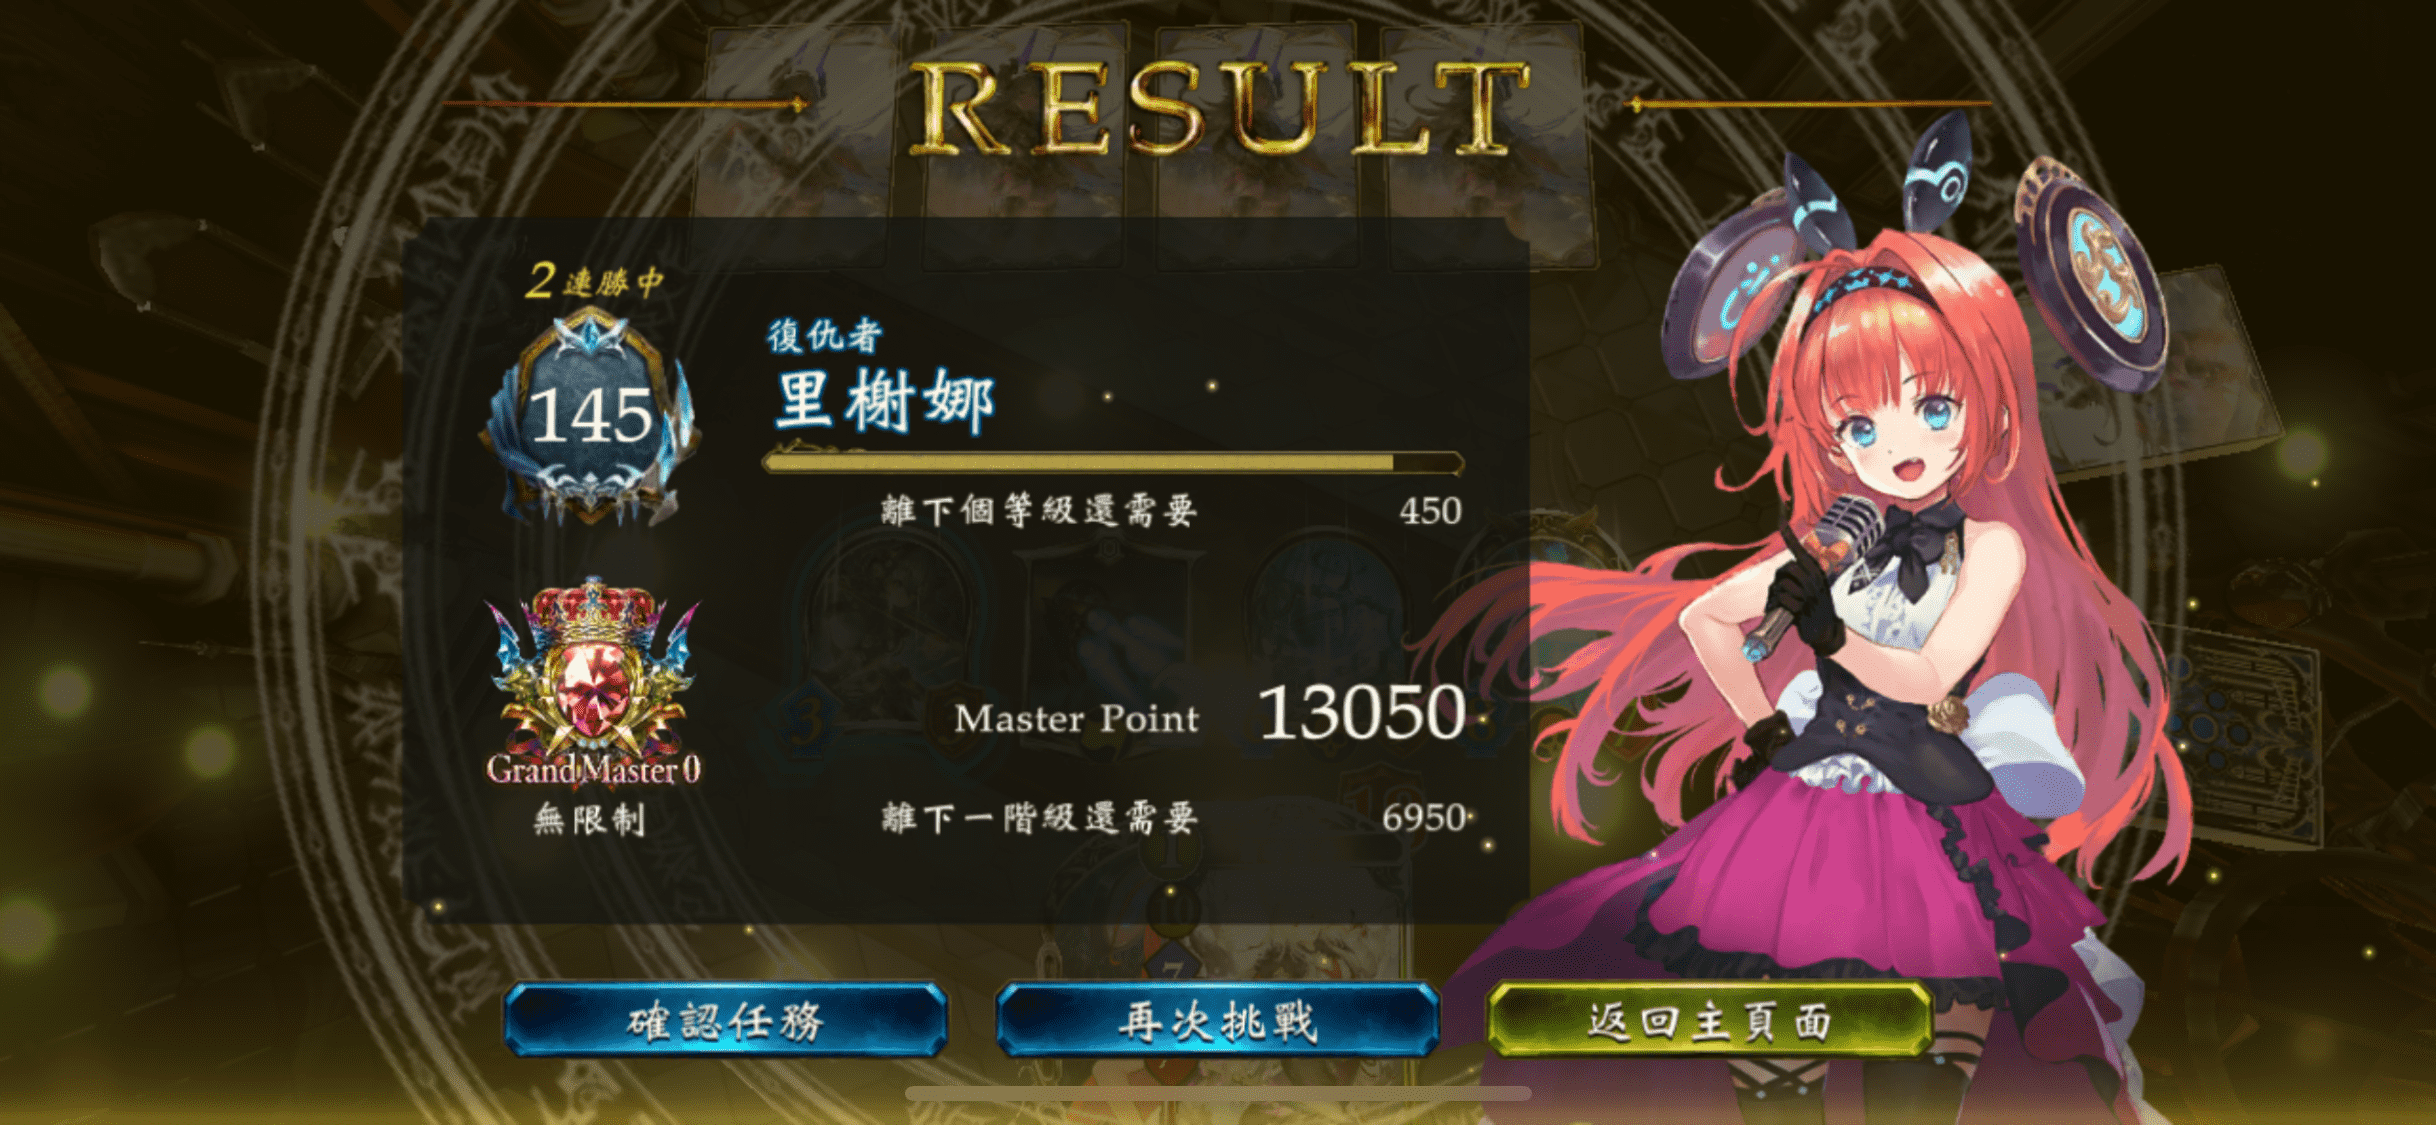 RESULT
2連勝中
145
復仇者
里榭娜
離下個等級還需要 450
Master Point 13050
Grand Master 0
無限制
離下一階級還需要 6950
確認任務
再次挑戰
返回主頁面